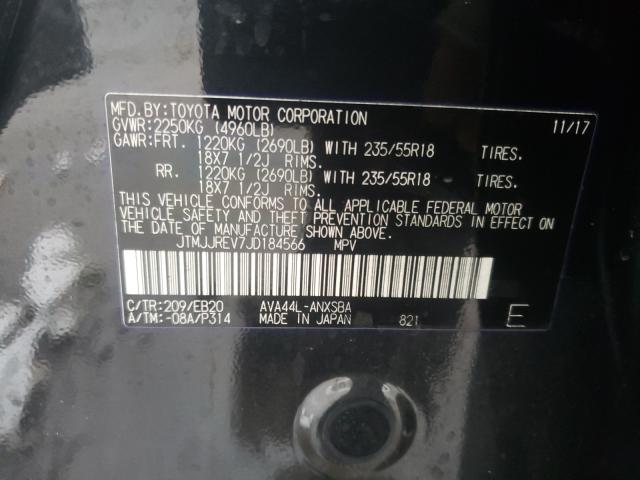 MFD.BY:TOYOTA MOTOR CORPORATION 11/17
GVWR:2250KG (4960LB)
GAWR:FRT. 1220KG (2690LB) WITH 235/55R18 TIRES.
18X7 1/2J RIMS.
RR. 1220KG (2690LB) WITH 235/55R18 TIRES.
18X7 1/2J RIMS.
THIS VEHICLE CONFORMS TO ALL APPLICABLE FEDERAL MOTOR
VEHICLE SAFETY AND THEFT PREVENTION STANDARDS IN EFFECT ON
THE DATE OF MANUFACTURE SHOWN ABOVE.
JTMJJREV7JD184566 MPV
C/TR:209/EB20 AVA44L-ANXSBA
A/TM:-08A/P314 MADE IN JAPAN 821 E